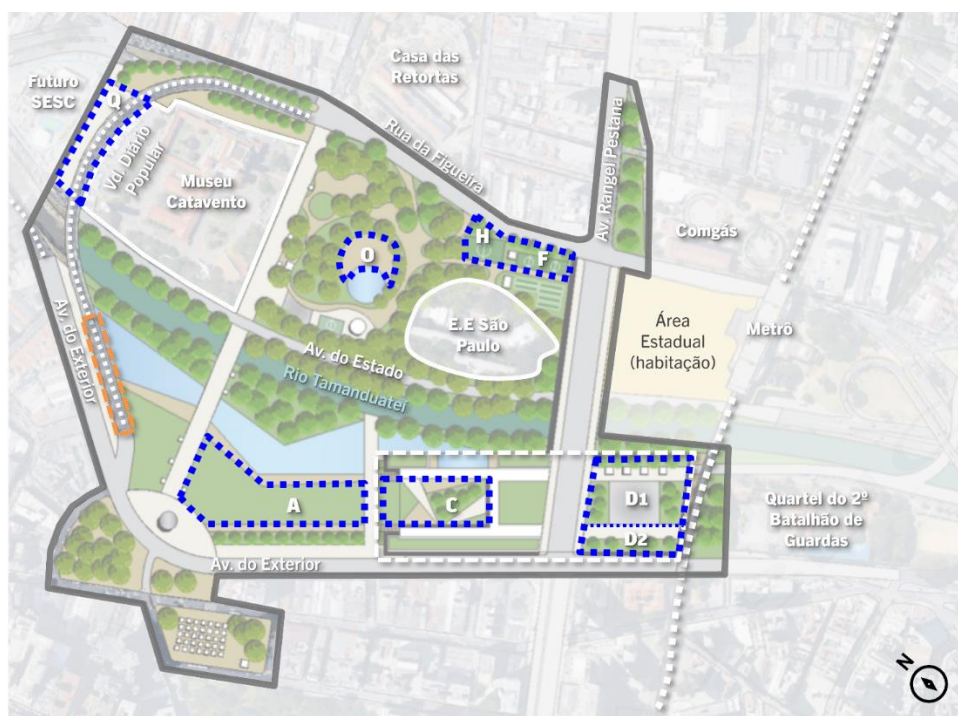 Casa das
Retortas
Futuro
SESC
Q
Vd. Diário
Popular
Museu
Catavento
Rua da Figueira
Av. Rangel Pestana
H
F
Comgás
O
E.E São
Paulo
Área
Estadual
(habitação)
Metrô
Av. do Estado
Rio Tamanduateí
Av. do Exterior
A
C
D1
D2
Quartel do 2º
Batalhão de
Guardas
Av. do Exterior
N